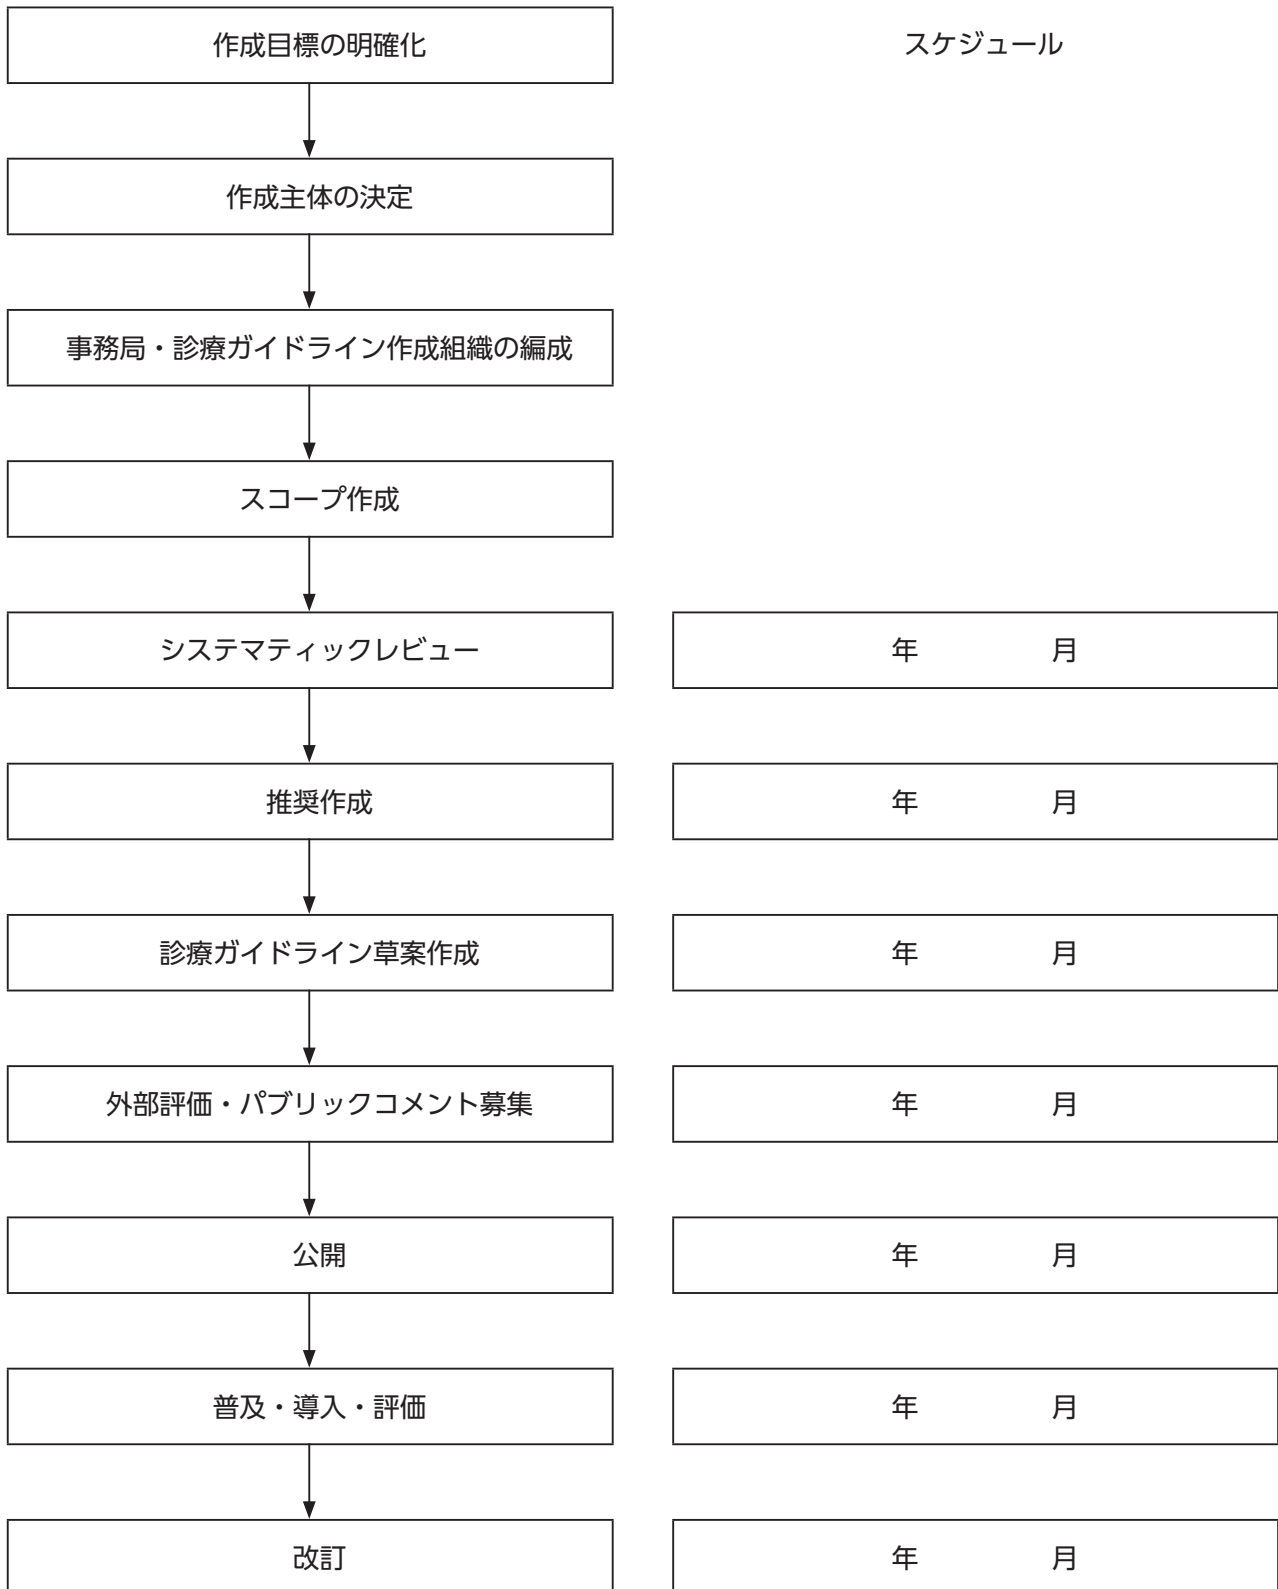 作成目標の明確化 スケジュール
作成主体の決定
事務局・診療ガイドライン作成組織の編成
スコープ作成
システマティックレビュー 年 月
推奨作成 年 月
診療ガイドライン草案作成 年 月
外部評価・パブリックコメント募集 年 月
公開 年 月
普及・導入・評価 年 月
改訂 年 月